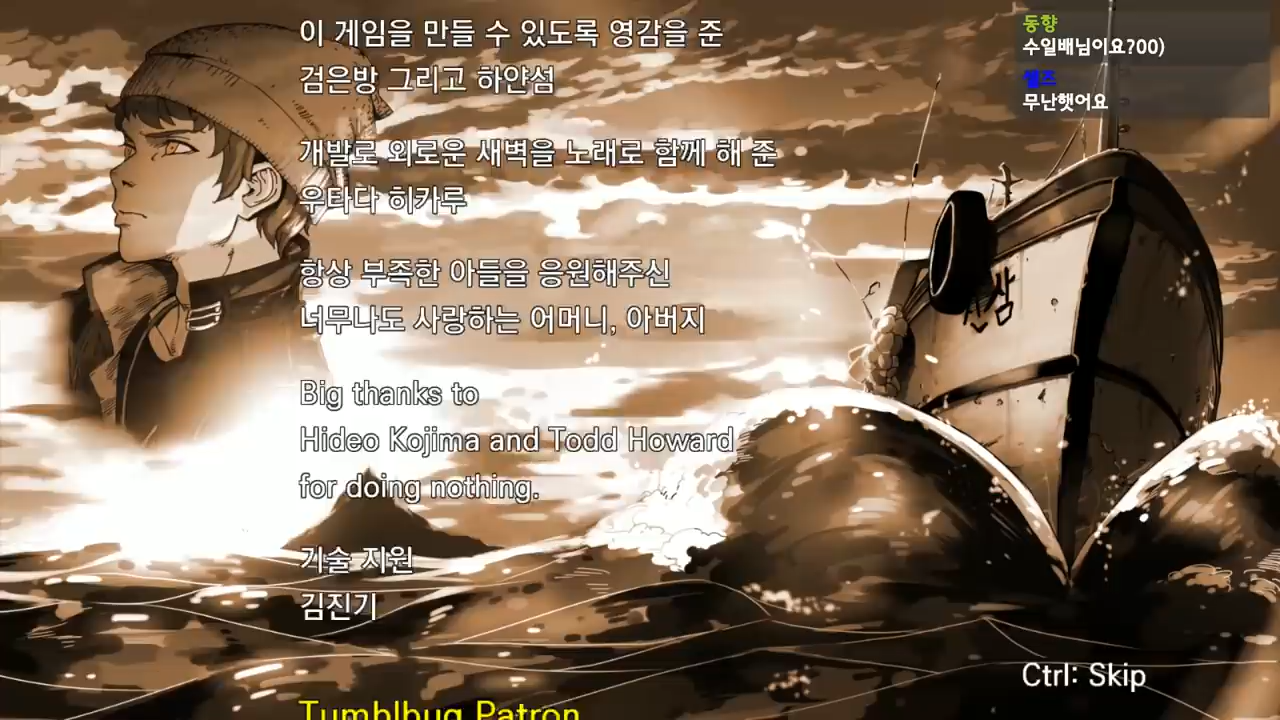 이 게임을 만들 수 있도록 영감을 준
검은방 그리고 하얀섬
개발로 외로운 새벽을 노래로 함께 해 준
우타다 히카루
항상 부족한 아들을 응원해주신
너무나도 사랑하는 어머니, 아버지
Big thanks to
Hideo Kojima and Todd Howard
for doing nothing.
기술 지원
김진기
Tumblbug Patron
동향
수일배님이요?00)
셀즈
무난햇어요
Ctrl: Skip